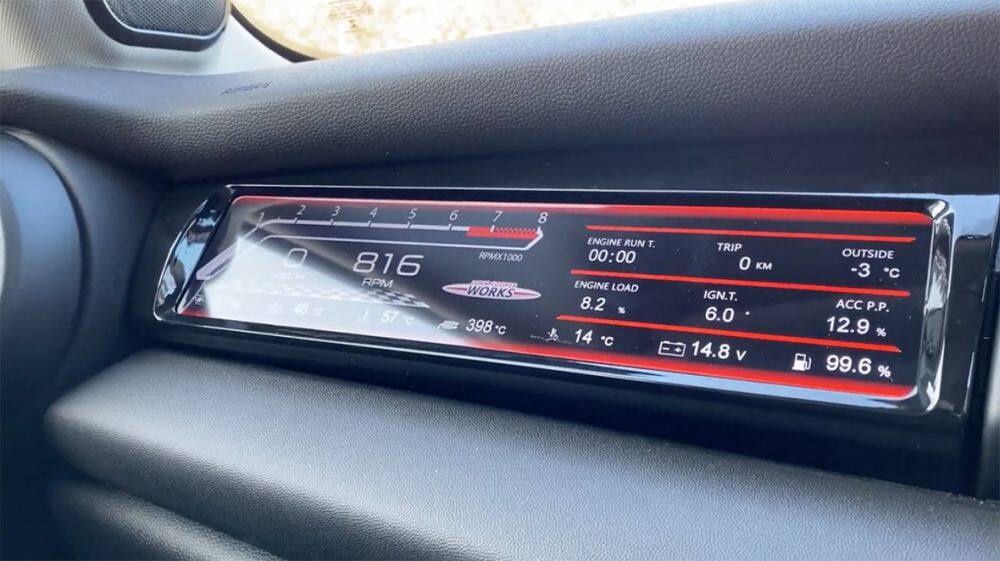 1 2 3 4 5 6 7 8
RPMX1000
0
KM/H
816
RPM
WORKS
46 °C
57 °C
398 °C
14 °C
14.8 V
99.6 %
ENGINE RUN T.
00:00
TRIP
0 KM
OUTSIDE
-3 °C
ENGINE LOAD
8.2 %
IGN.T.
6.0 °
ACC P.P.
12.9 %